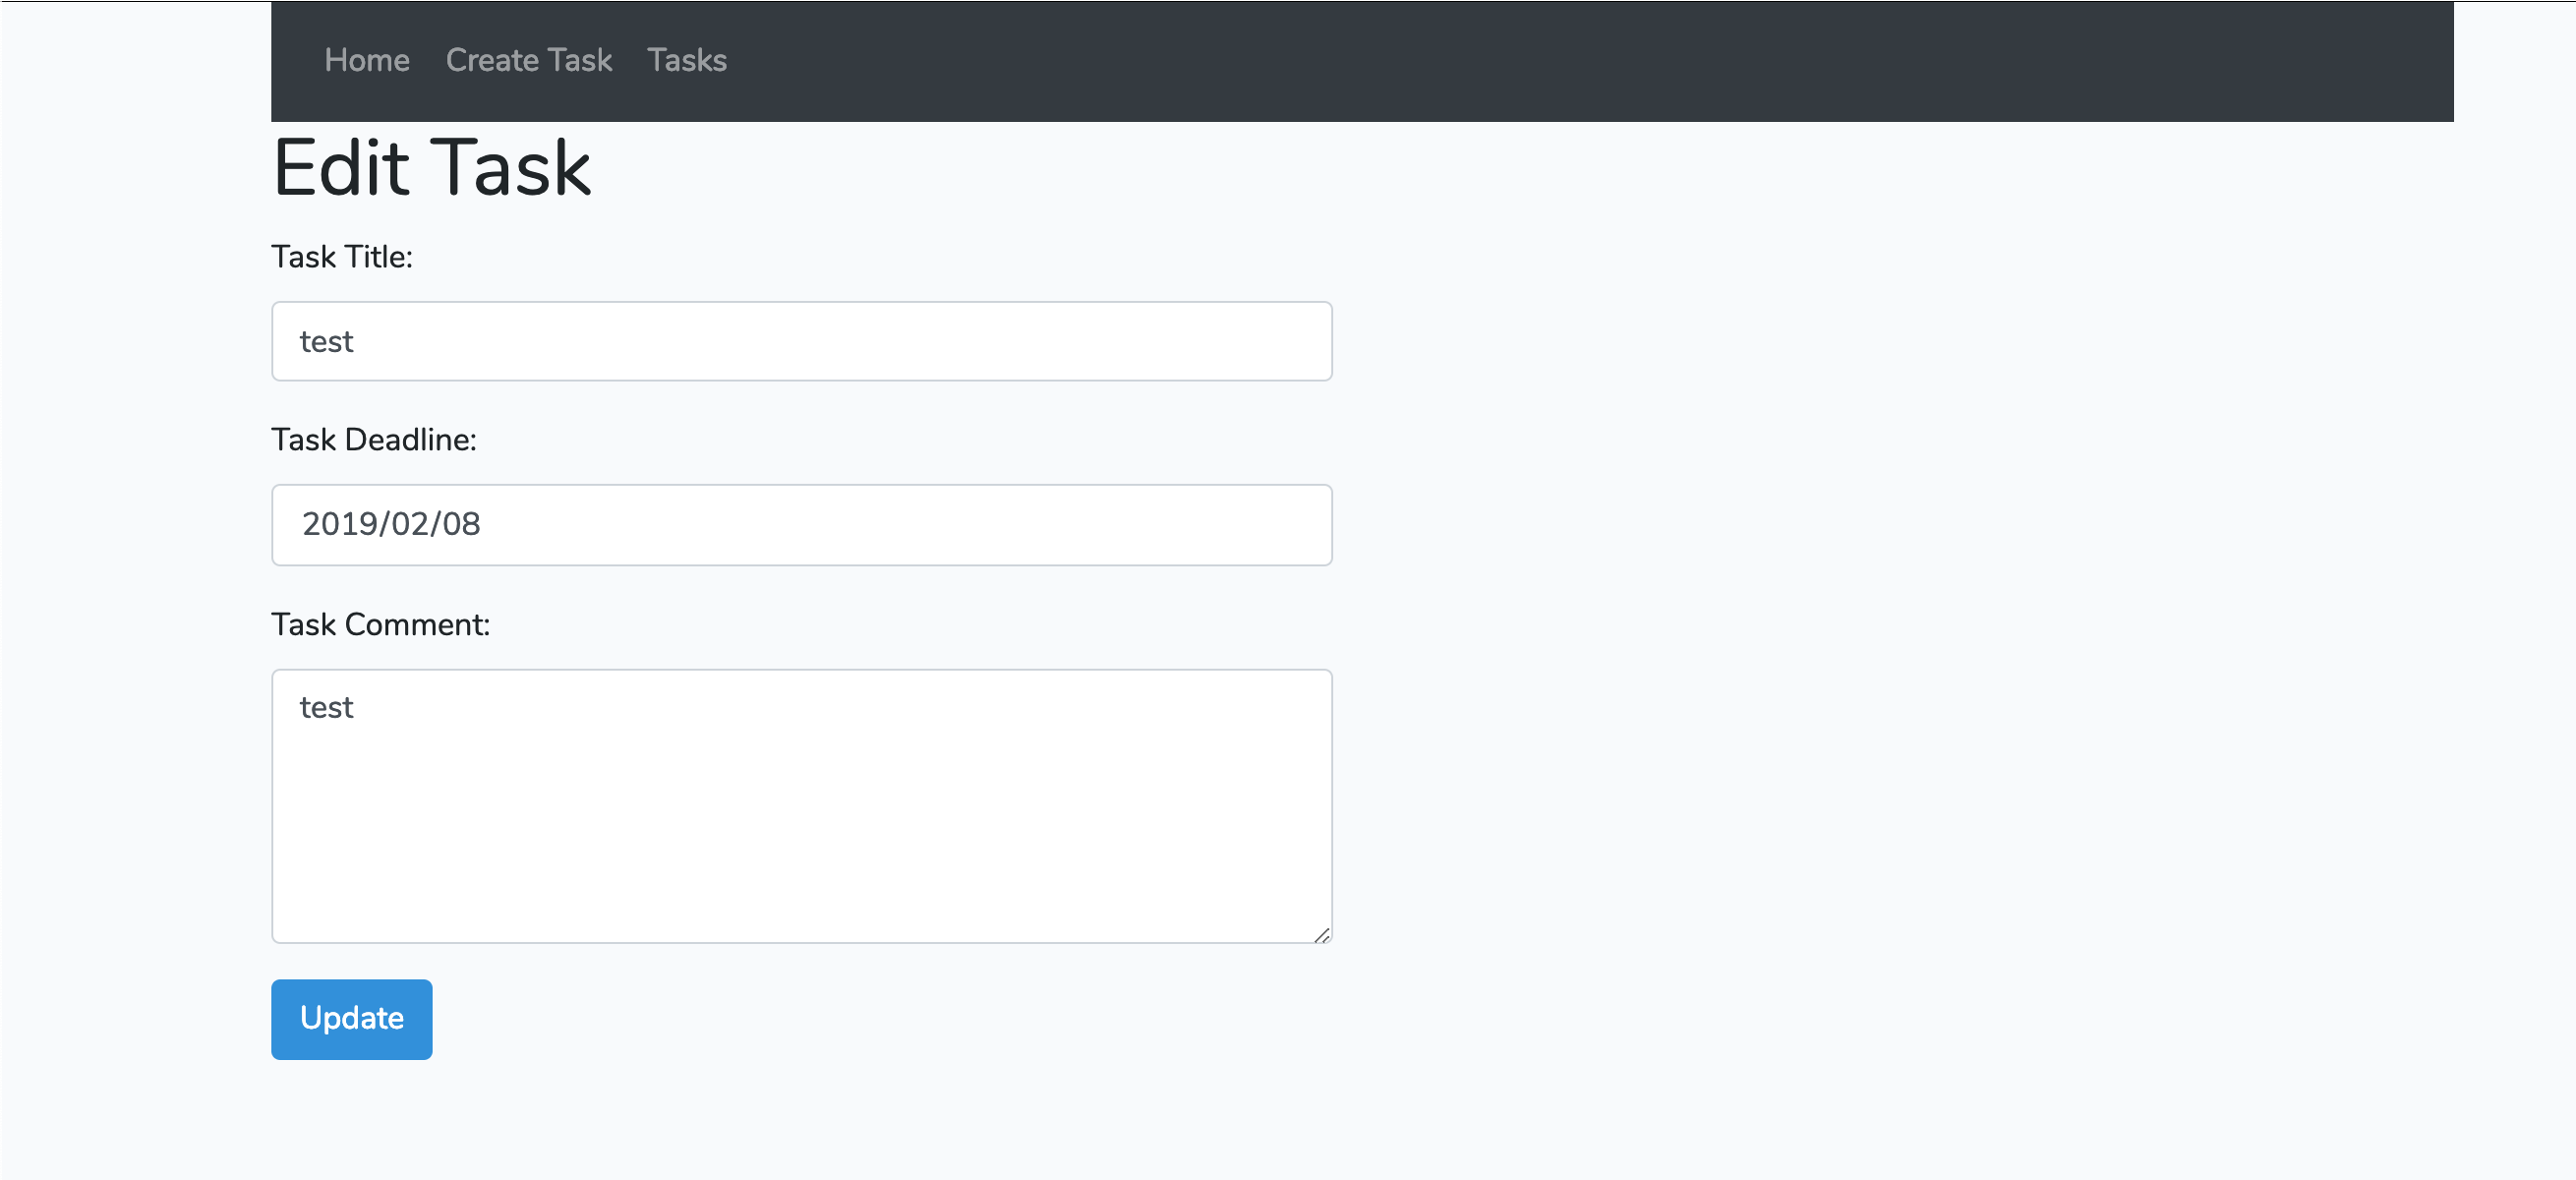 Home Create Task Tasks
Edit Task
Task Title:
test
Task Deadline:
2019/02/08
Task Comment:
test
Update